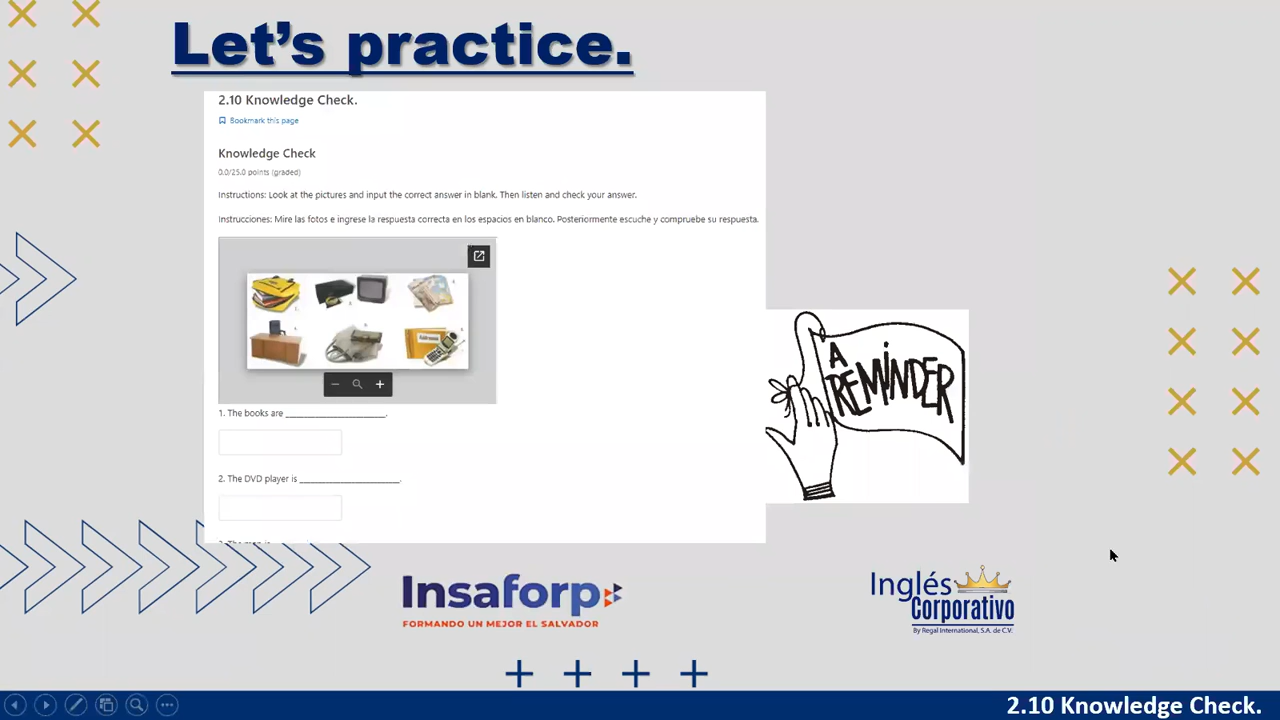 Let's practice.
2.10 Knowledge Check.
Bookmark this page
Knowledge Check
0.0/25.0 points (graded)
Instructions: Look at the pictures and input the correct answer in blank. Then listen and check your answer.
Instrucciones: Mire las fotos e ingrese la respuesta correcta en los espacios en blanco. Posteriormente escuche y compruebe su respuesta.
1. The books are ____________________.
2. The DVD player is ____________________.
A
REMINDER
Insaforp
FORMANDO UN MEJOR EL SALVADOR
Inglés
Corporativo
By Regal International, S.A. de C.V.
2.10 Knowledge Check.